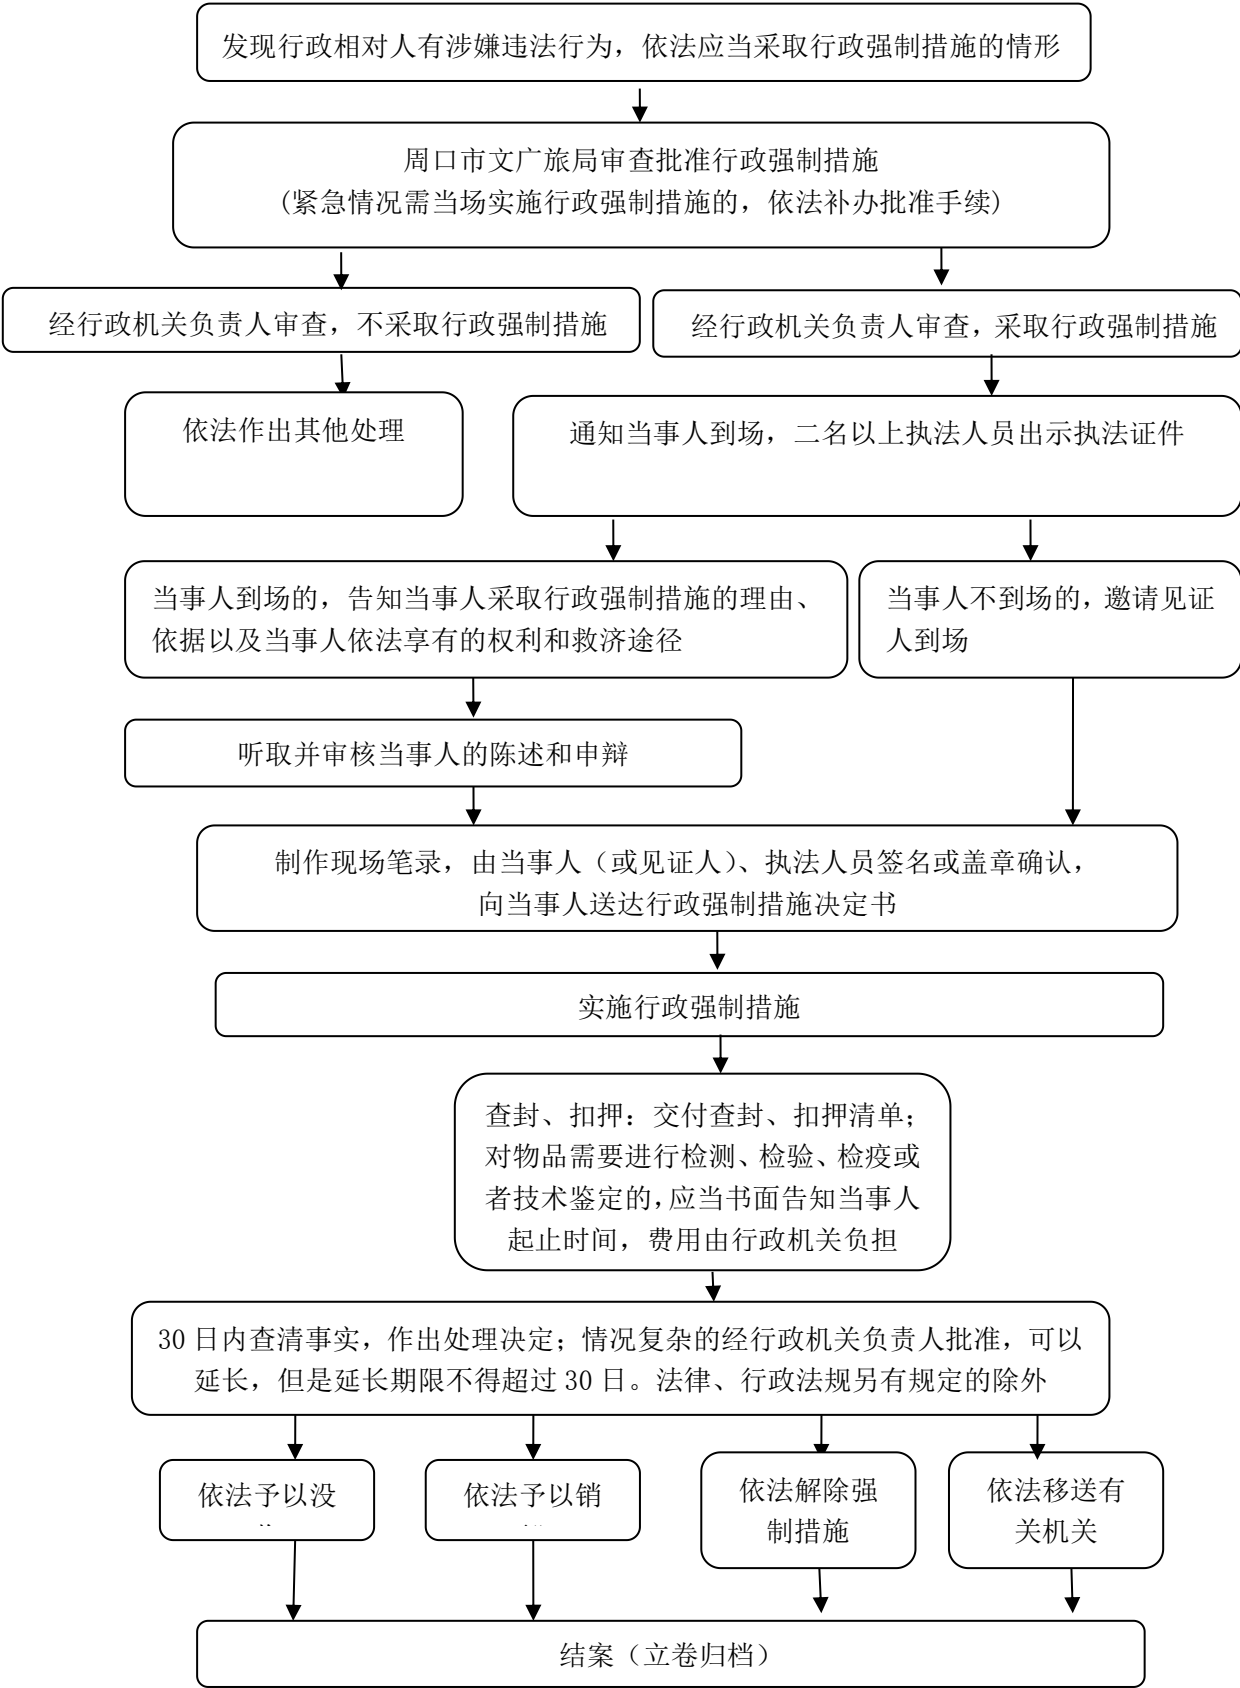 发现行政相对人有涉嫌违法行为，依法应当采取行政强制措施的情形
周口市文广旅局审查批准行政强制措施
(紧急情况需当场实施行政强制措施的，依法补办批准手续)
经行政机关负责人审查，不采取行政强制措施
经行政机关负责人审查，采取行政强制措施
依法作出其他处理
通知当事人到场，二名以上执法人员出示执法证件
当事人到场的，告知当事人采取行政强制措施的理由、
依据以及当事人依法享有的权利和救济途径
当事人不到场的，邀请见证
人到场
听取并审核当事人的陈述和申辩
制作现场笔录，由当事人（或见证人）、执法人员签名或盖章确认，
向当事人送达行政强制措施决定书
实施行政强制措施
查封、扣押：交付查封、扣押清单；
对物品需要进行检测、检验、检疫或
者技术鉴定的，应当书面告知当事人
起止时间，费用由行政机关负担
30 日内查清事实，作出处理决定；情况复杂的经行政机关负责人批准，可以
延长，但是延长期限不得超过 30 日。法律、行政法规另有规定的除外
依法予以没
依法予以销
依法解除强
制措施
依法移送有
关机关
结案（立卷归档）